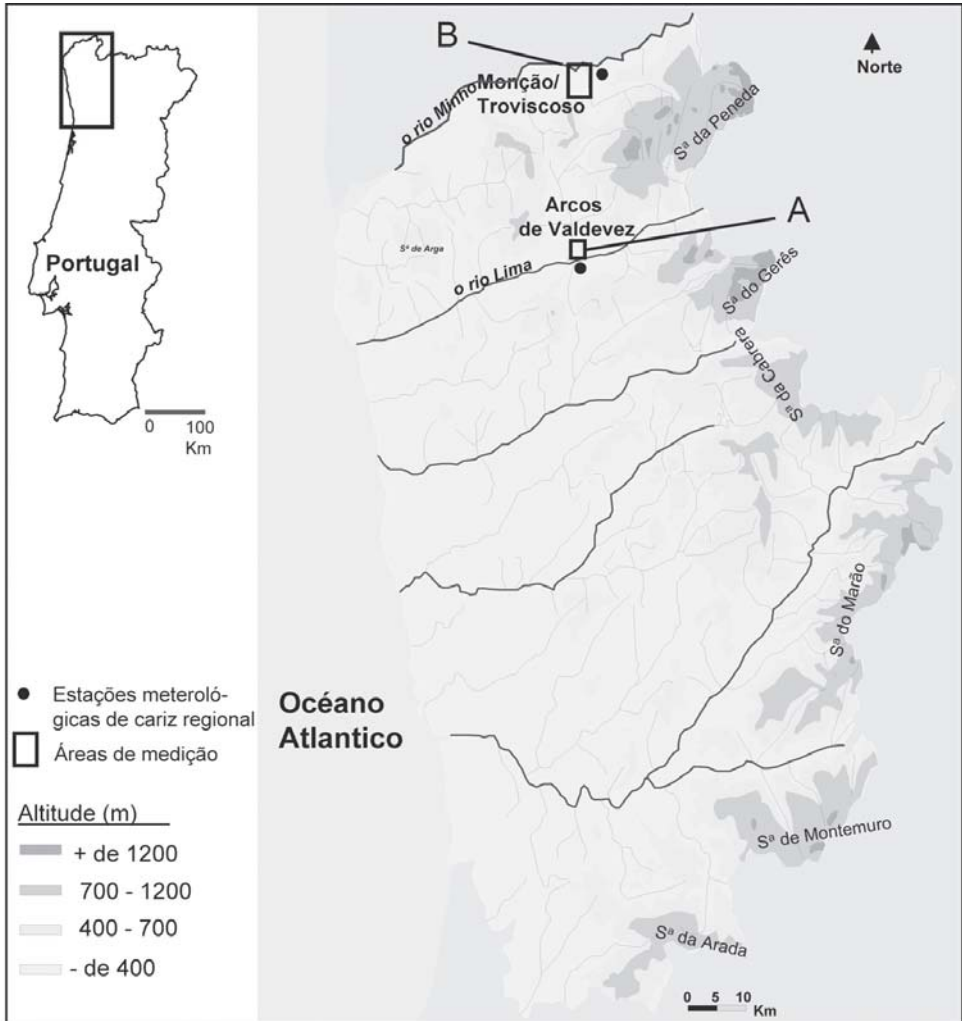 B
Norte
Monção/
Troviscoso
o rio Minho
Sª da Peneda
A
Arcos
de Valdevez
Sª de Arga
o rio Lima
Sª do Gerês
Sª da Cabrera
Portugal
0 100
Km
Sª do Marão
Estações meteroló-
gicas de cariz regional
Áreas de medição
Océano
Atlantico
Altitude (m)
+ de 1200
700 - 1200
400 - 700
- de 400
Sª de Montemuro
Sª da Arada
0 5 10
Km